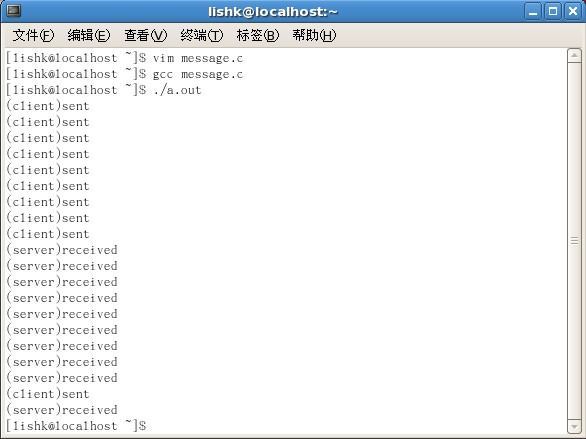 lishk@localhost:~
文件(F) 编辑(E) 查看(V) 终端(T) 标签(B) 帮助(H)
[lishk@localhost ~]$ vim message.c
[lishk@localhost ~]$ gcc message.c
[lishk@localhost ~]$ ./a.out
(client)sent
(client)sent
(client)sent
(client)sent
(client)sent
(client)sent
(client)sent
(client)sent
(client)sent
(server)received
(server)received
(server)received
(server)received
(server)received
(server)received
(server)received
(server)received
(server)received
(client)sent
(server)received
[lishk@localhost ~]$